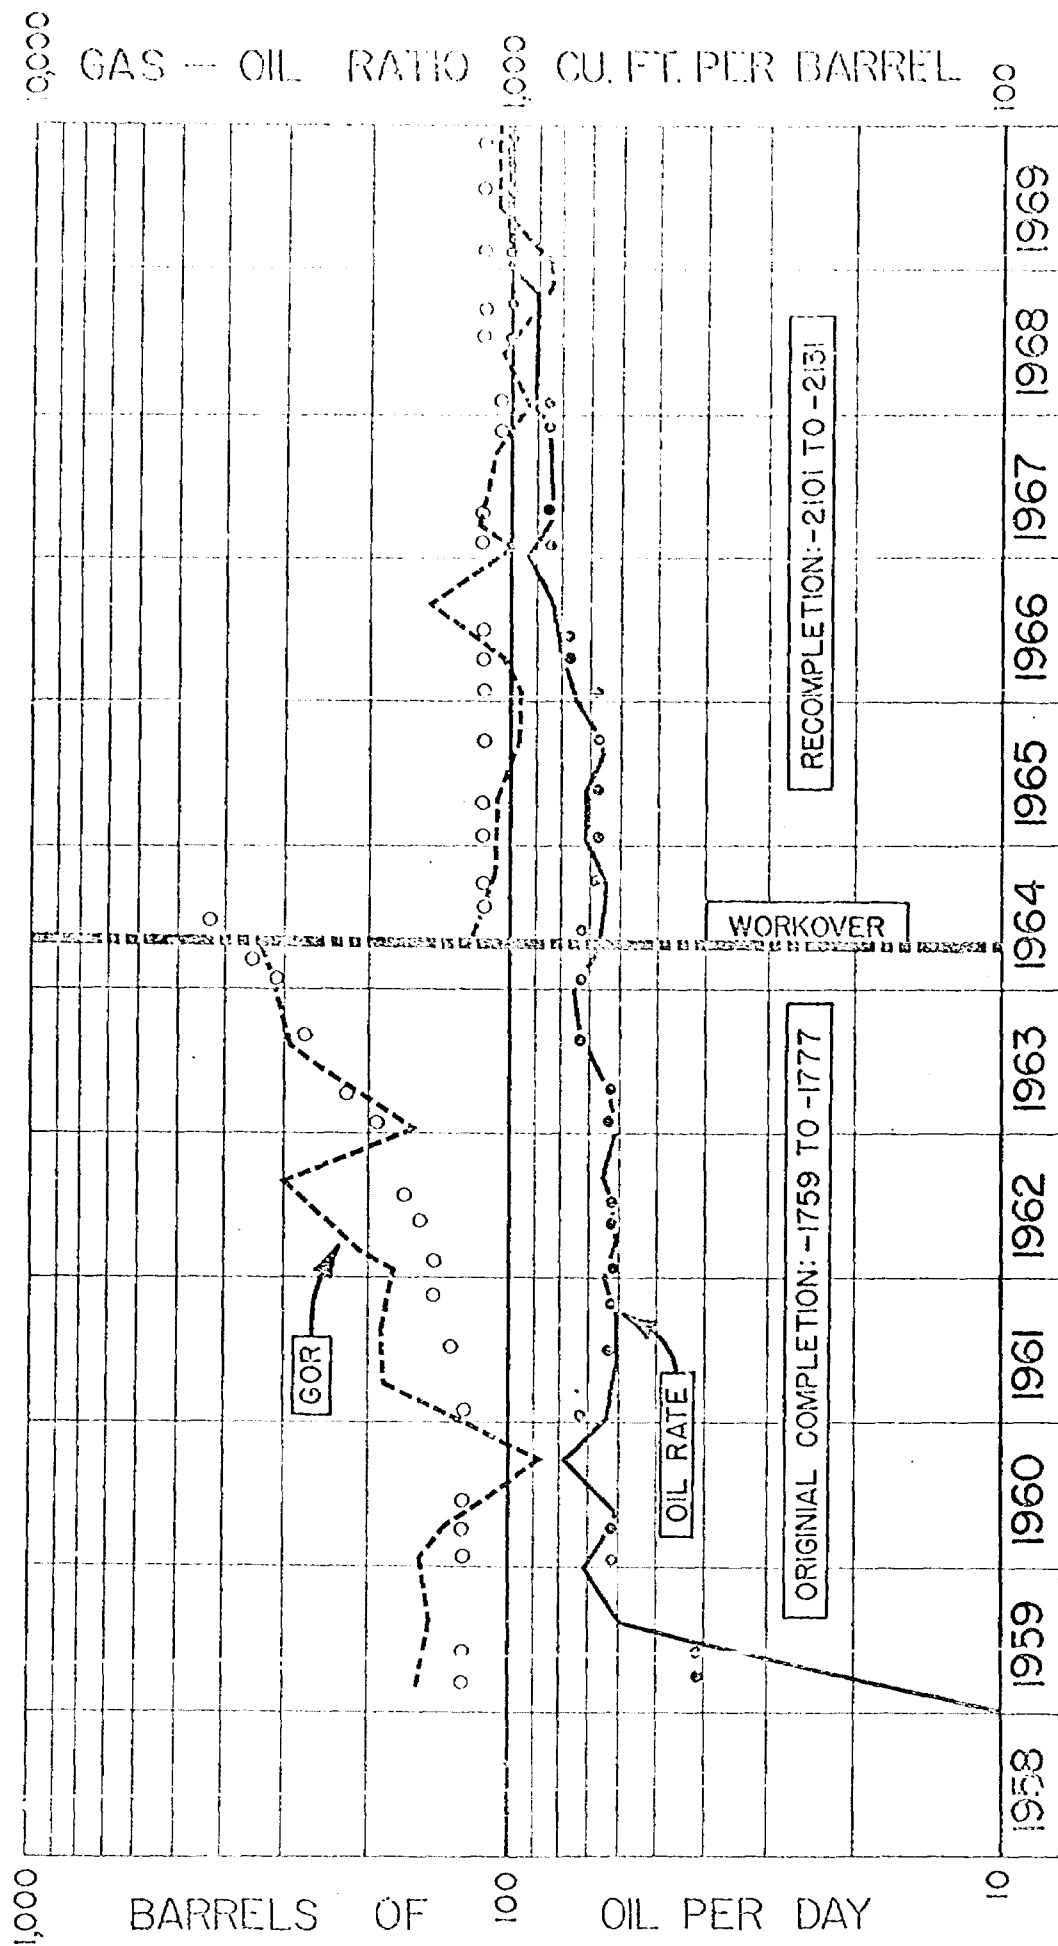 GAS - OIL RATIO CU. FT. PER BARREL
10,000
1,000
100
BARRELS OF OIL PER DAY
1,000
100
10
GOR
OIL RATE
WORKOVER
ORIGINIAL COMPLETION: -1759 TO -1777
RECOMPLETION: -2101 TO -2131
1958
1959
1960
1961
1962
1963
1964
1965
1966
1967
1968
1969